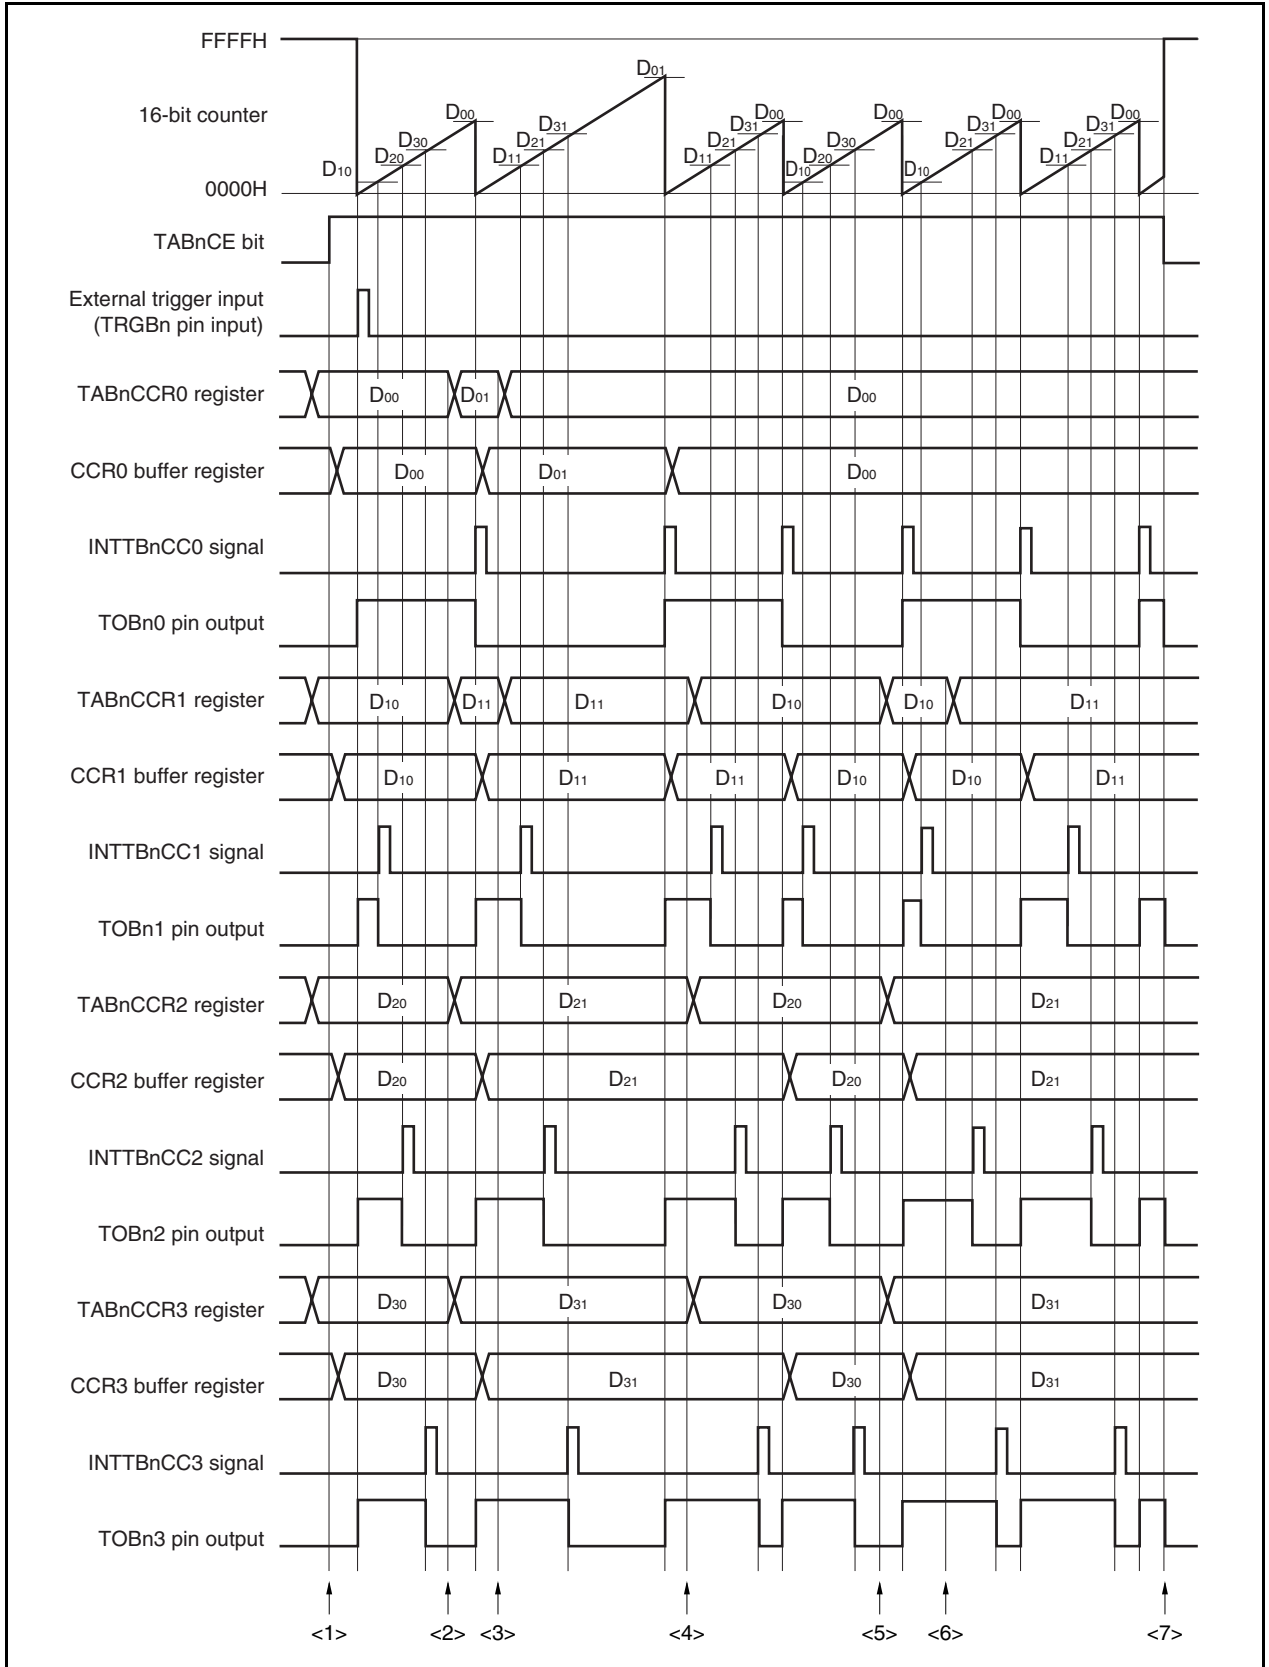 FFFFH
D01
16-bit counter
D00 D00 D00 D00 D00
D31 D31 D31 D31
D30 D21 D21 D30 D21 D21
D20 D11 D11 D20 D11
D10 D10 D10
0000H
TABnCE bit
External trigger input
(TRGBn pin input)
TABnCCR0 register D00 D01 D00
CCR0 buffer register D00 D01 D00
INTTBnCC0 signal
TOBn0 pin output
TABnCCR1 register D10 D11 D11 D10 D10 D11
CCR1 buffer register D10 D11 D11 D10 D10 D11
INTTBnCC1 signal
TOBn1 pin output
TABnCCR2 register D20 D21 D20 D21
CCR2 buffer register D20 D21 D20 D21
INTTBnCC2 signal
TOBn2 pin output
TABnCCR3 register D30 D31 D30 D31
CCR3 buffer register D30 D31 D30 D31
INTTBnCC3 signal
TOBn3 pin output
<1> <2> <3> <4> <5> <6> <7>